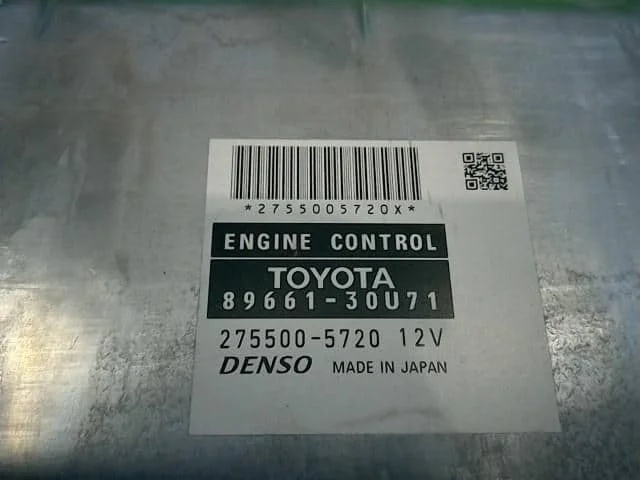 *2755005720X*
ENGINE CONTROL
TOYOTA
89661-30U71
275500-5720 12V
DENSO MADE IN JAPAN